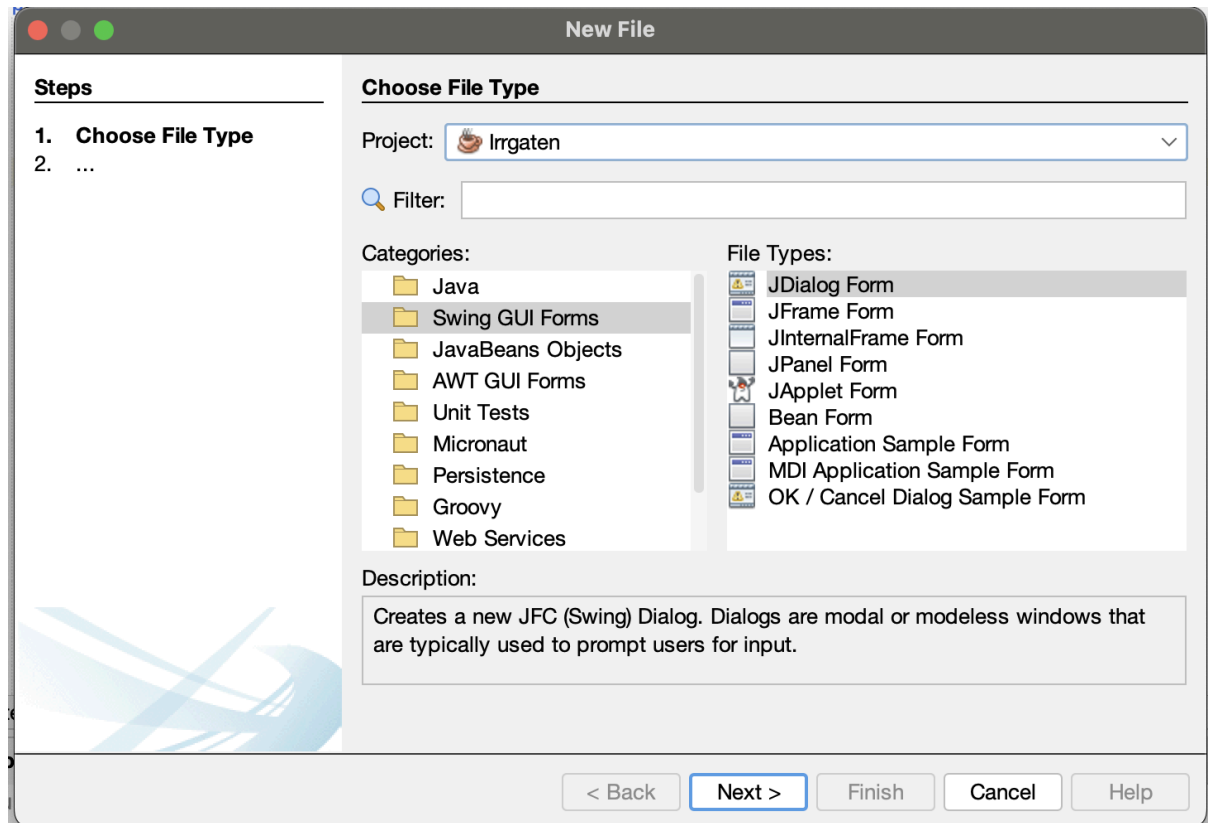 New File
Steps
1. Choose File Type
2. ...
Choose File Type
Project: Irrgaten
Filter:
Categories:
Java
Swing GUI Forms
JavaBeans Objects
AWT GUI Forms
Unit Tests
Micronaut
Persistence
Groovy
Web Services
File Types:
JDialog Form
JFrame Form
JInternalFrame Form
JPanel Form
JApplet Form
Bean Form
Application Sample Form
MDI Application Sample Form
OK / Cancel Dialog Sample Form
Description:
Creates a new JFC (Swing) Dialog. Dialogs are modal or modeless windows that
are typically used to prompt users for input.
< Back Next > Finish Cancel Help